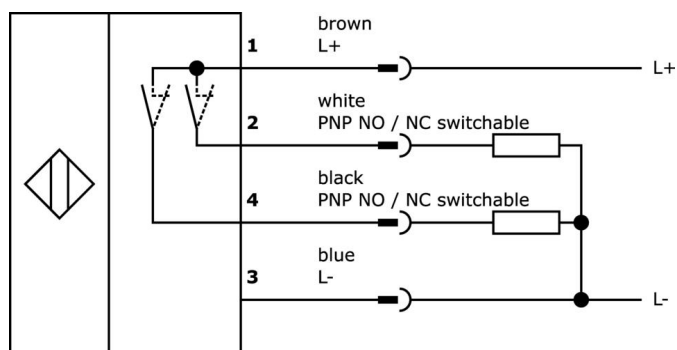 brown
1 L+
L+
white
2 PNP NO / NC switchable
black
4 PNP NO / NC switchable
blue
3 L-
L-